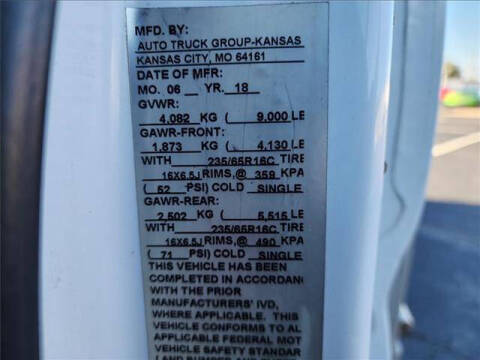 MFD. BY:
AUTO TRUCK GROUP-KANSAS
KANSAS CITY, MO 64161
DATE OF MFR:
MO. 06 YR. 18
GVWR:
4,082 KG ( 9,000 LB
GAWR-FRONT:
1,873 KG ( 4,130 LB
WITH 235/65R16C TIRE
16X6.5J RIMS,@ 359 KPA
( 52 PSI) COLD SINGLE
GAWR-REAR:
2,502 KG ( 5,515 LB
WITH 235/65R16C TIRE
16X6.5J RIMS,@ 490 KPA
( 71 PSI) COLD SINGLE
THIS VEHICLE HAS BEEN
COMPLETED IN ACCORDANC
WITH THE PRIOR
MANUFACTURERS' IVD,
WHERE APPLICABLE. THIS
VEHICLE CONFORMS TO AL
APPLICABLE FEDERAL MOT
VEHICLE SAFETY STANDAR